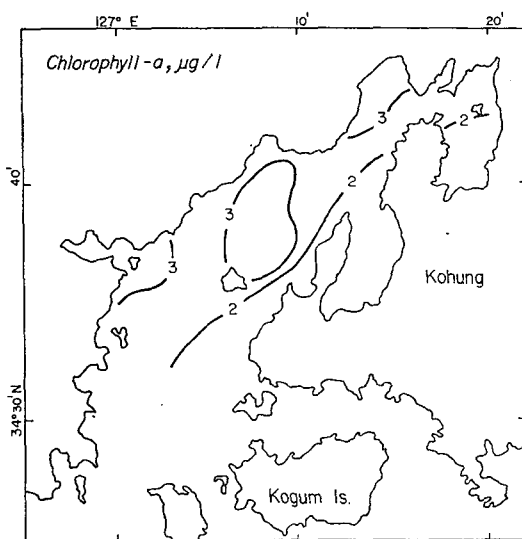 127° E 10' 20'
Chlorophyll-a, µg/l
3
2
40'
2
3
3
Kohung
2
34°30'N
Kogum Is.